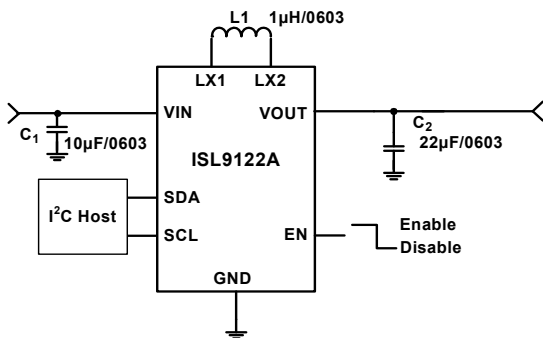 L1 1µH/0603
LX1 LX2
VIN VOUT
C1 10µF/0603
C2
22µF/0603
ISL9122A
I²C Host
SDA
SCL
EN
Enable
Disable
GND